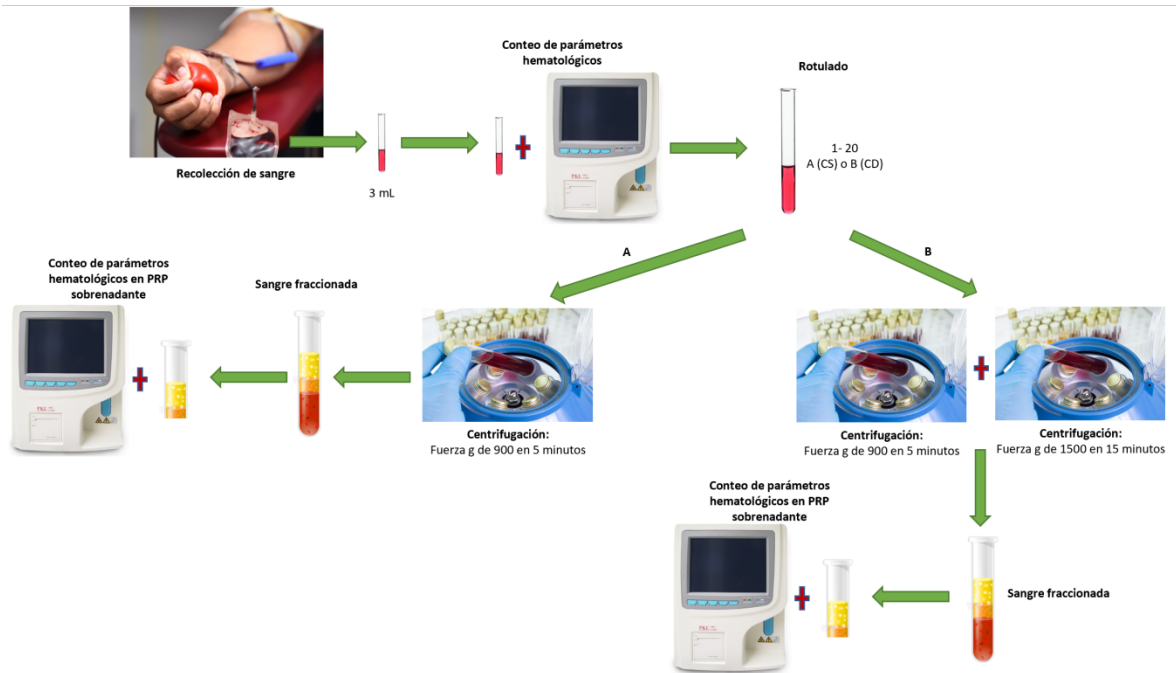 Recolección de sangre
3 mL
Conteo de parámetros
hematológicos
Rotulado
1- 20
A (CS) o B (CD)
A
B
Conteo de parámetros
hematológicos en PRP
sobrenadante
Sangre fraccionada
Centrifugación:
Fuerza g de 900 en 5 minutos
Centrifugación:
Fuerza g de 900 en 5 minutos
Centrifugación:
Fuerza g de 1500 en 15 minutos
Conteo de parámetros
hematológicos en PRP
sobrenadante
Sangre fraccionada